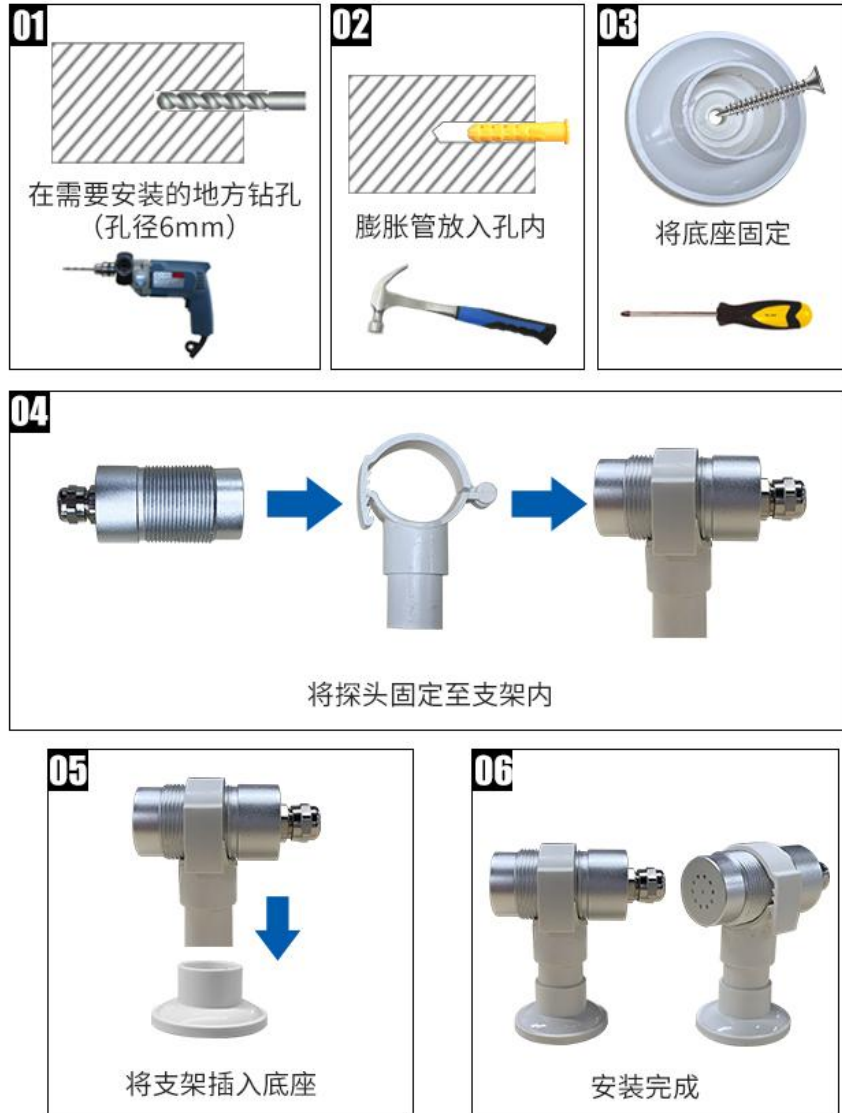 01
在需要安装的地方钻孔
（孔径6mm）
02
膨胀管放入孔内
03
将底座固定
04
将探头固定至支架内
05
将支架插入底座
06
安装完成